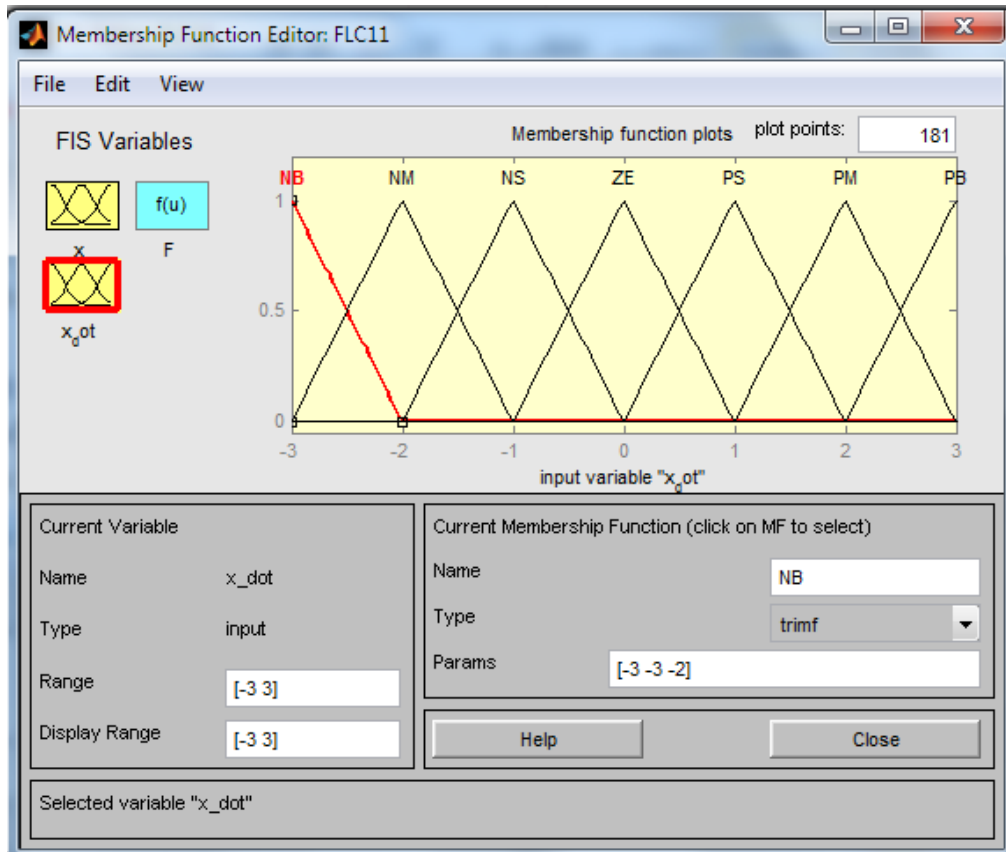 Membership Function Editor: FLC11
File Edit View
FIS Variables
Membership function plots plot points: 181
f(u)
x F
x_dot
NB NM NS ZE PS PM PB
1
0.5
0
-3 -2 -1 0 1 2 3
input variable "x_dot"
Current Variable
Name x_dot
Type input
Range [-3 3]
Display Range [-3 3]
Current Membership Function (click on MF to select)
Name NB
Type trimf
Params [-3 -3 -2]
Help Close
Selected variable "x_dot"